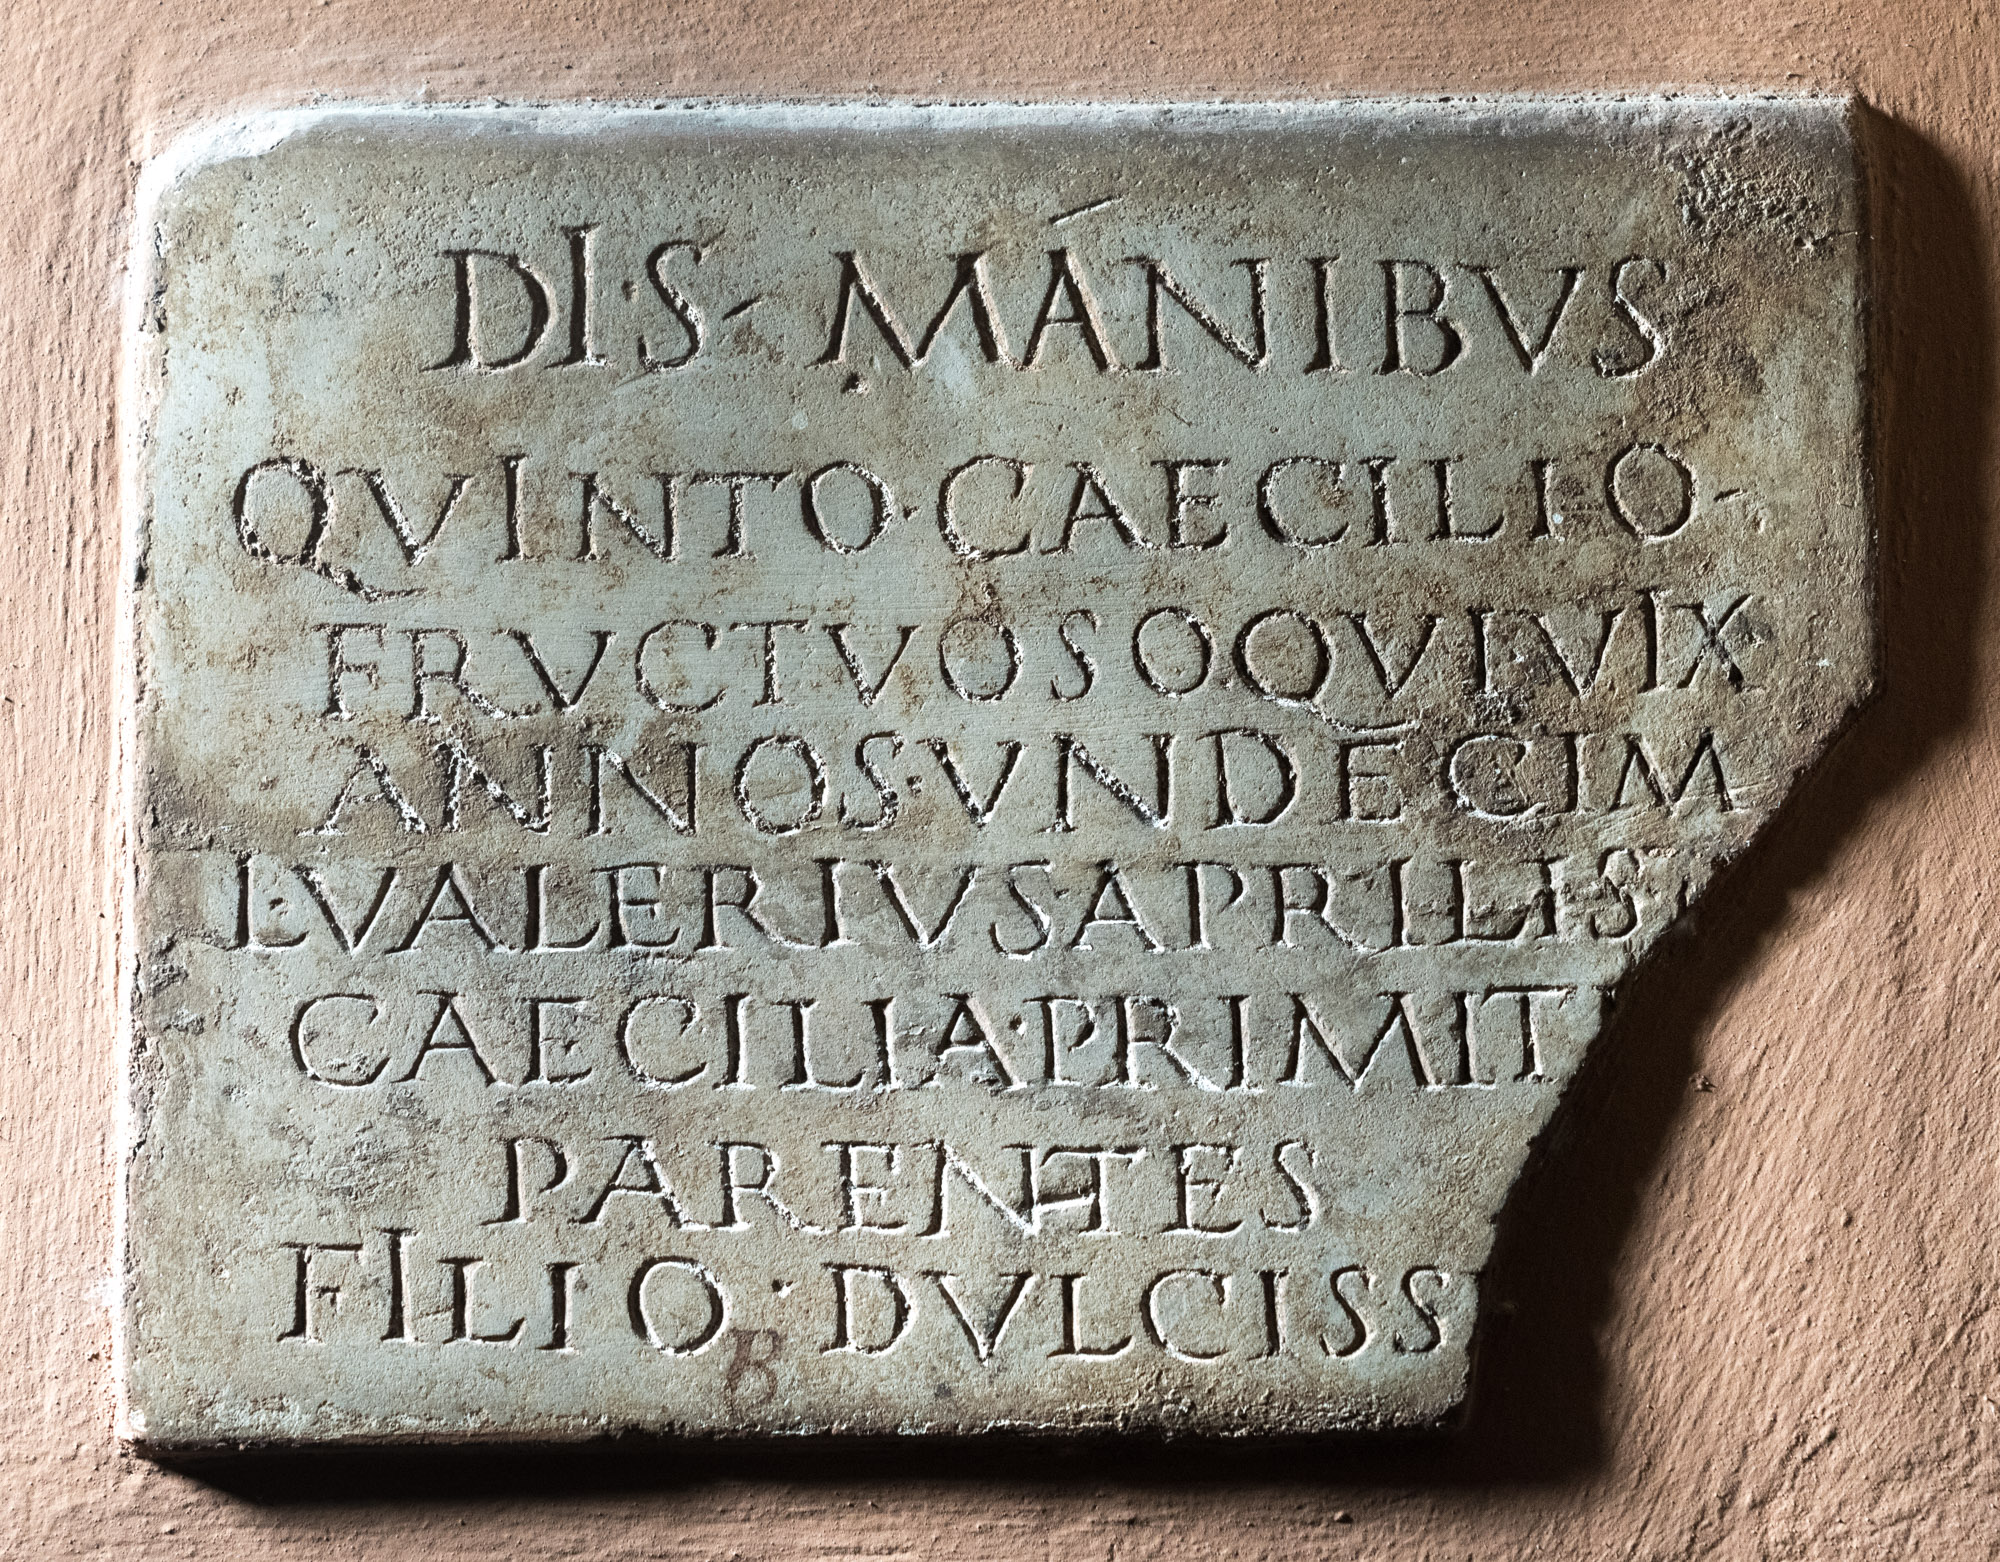 DIS · MANIBVS
QVINTO · CAECILIO ·
FRVCTVOSO · QVI · VIX
ANNOS · VNDECIM
L · VALERIVS APRILIS
CAECILIA · PRIMIT
PARENTES
FILIO · DVLCISS
B